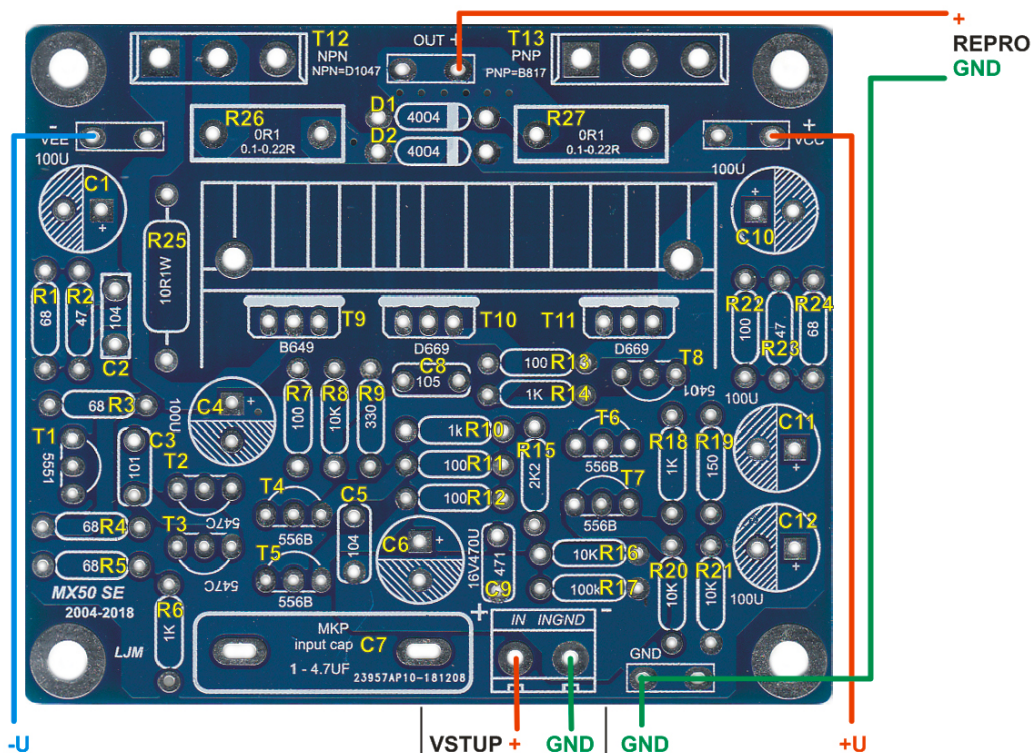 +
REPRO
GND
T12
NPN
NPN=D1047
OUT +
T13
PNP
PNP=B817
D1
4004
D2
4004
R26
0R1
0.1-0.22R
R27
0R1
0.1-0.22R
-
VEE
100U
+
VCC
100U
C1
+
C10
+
R25
10R1W
R1
68
R2
47
C2
104
T9
B649
T10
D669
T11
D669
R22
100
R23
47
R24
68
R3
68
C4
100U
+
R7
100
R8
10K
R9
330
C8
105
R13
100
R14
1K
T8
5401
T1
5551
C3
101
T2
547C
T3
547C
R10
1k
R11
100
R12
100
R15
2K2
T6
556B
T7
556B
R18
1K
R19
150
100U
C11
+
R4
68
R5
68
T4
556B
T5
556B
C5
104
C6
+
16V470U
C9
471
R16
10K
R17
100k
R20
10K
R21
10K
C12
+
100U
MX50 SE
2004-2018
LJM
R6
1K
MKP
input cap
C7
1 - 4.7UF
23957AP10-181208
+
-
IN
INGND
GND
-U
VSTUP +
GND
GND
+U